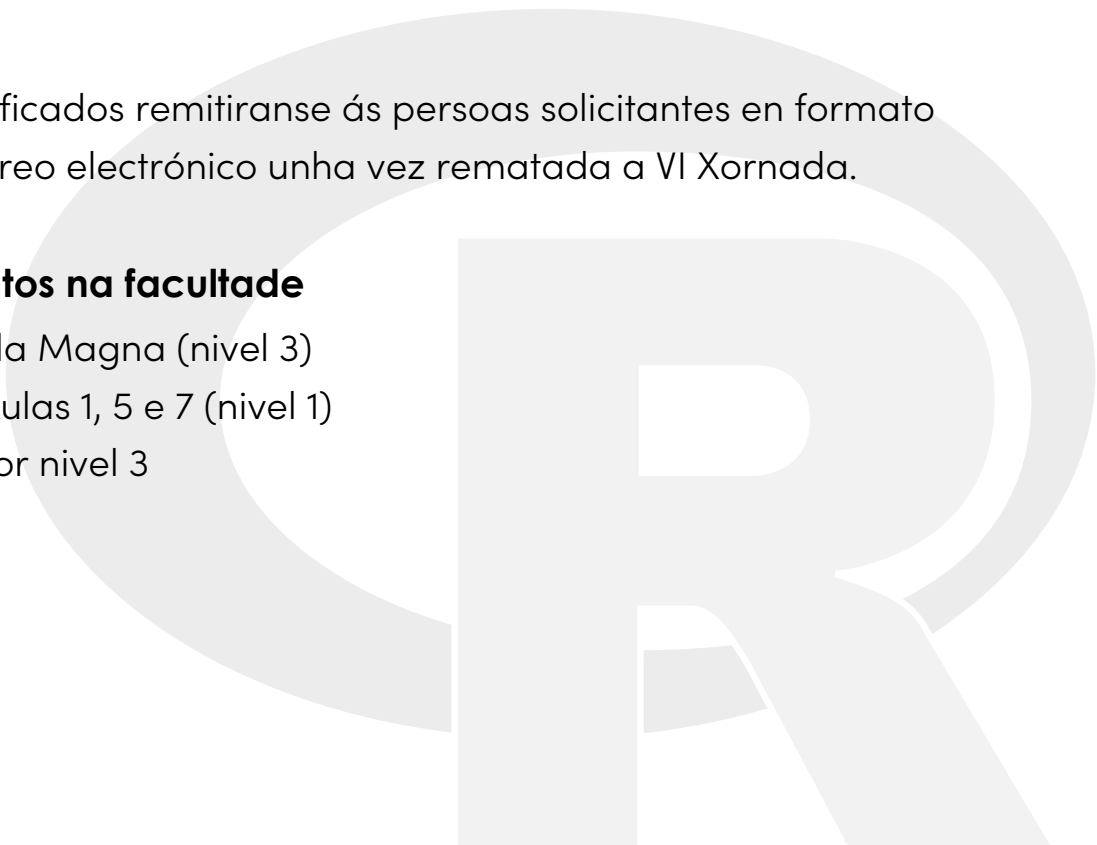 ficados remitiranse ás persoas solicitantes en formato
reo electrónico unha vez rematada a VI Xornada.
tos na facultade
la Magna (nivel 3)
ulas 1, 5 e 7 (nivel 1)
or nivel 3
R